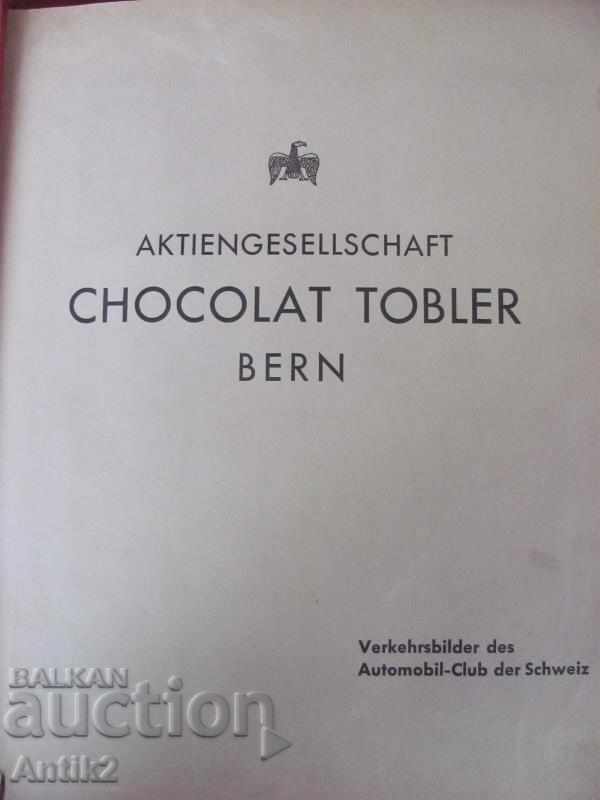 AKTIENGESELLSCHAFT
CHOCOLAT TOBLER
BERN
Verkehrsbilder des
Automobil-Club der Schweiz
BALKAN
auction
Antik2